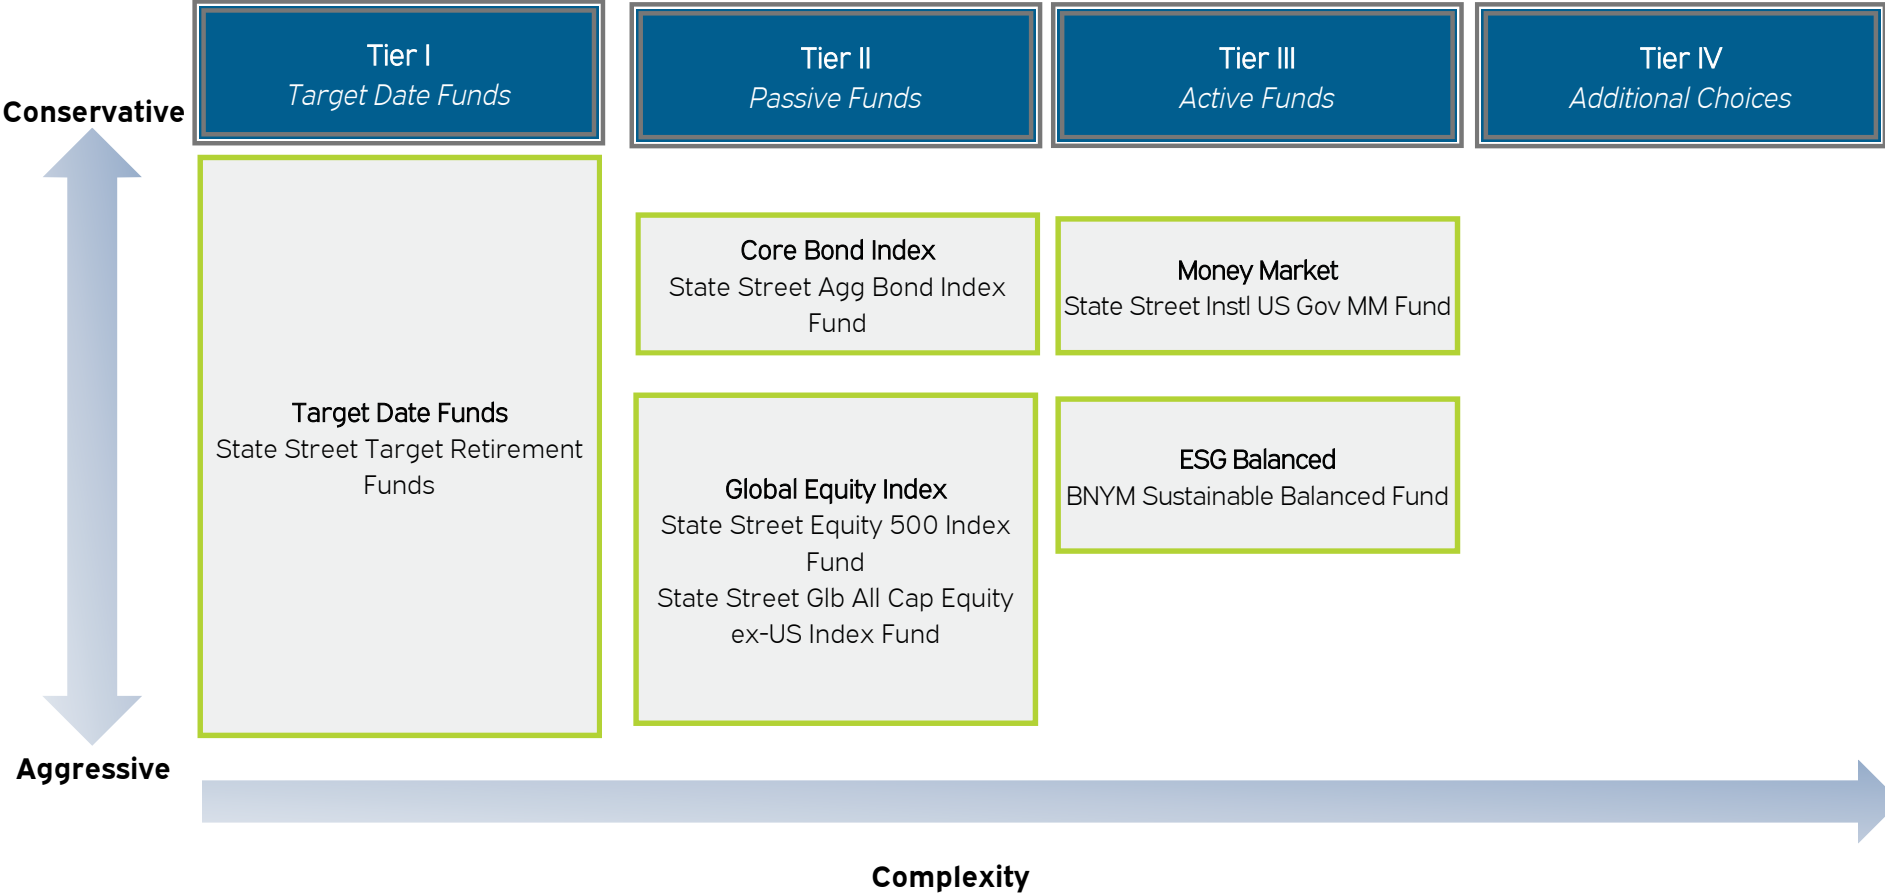 Tier I
Target Date Funds
Tier II
Passive Funds
Tier III
Active Funds
Tier IV
Additional Choices
Conservative
Target Date Funds
State Street Target Retirement
Funds
Core Bond Index
State Street Agg Bond Index
Fund
Global Equity Index
State Street Equity 500 Index
Fund
State Street Glb All Cap Equity
ex-US Index Fund
Money Market
State Street Instl US Gov MM Fund
ESG Balanced
BNYM Sustainable Balanced Fund
Aggressive
Complexity